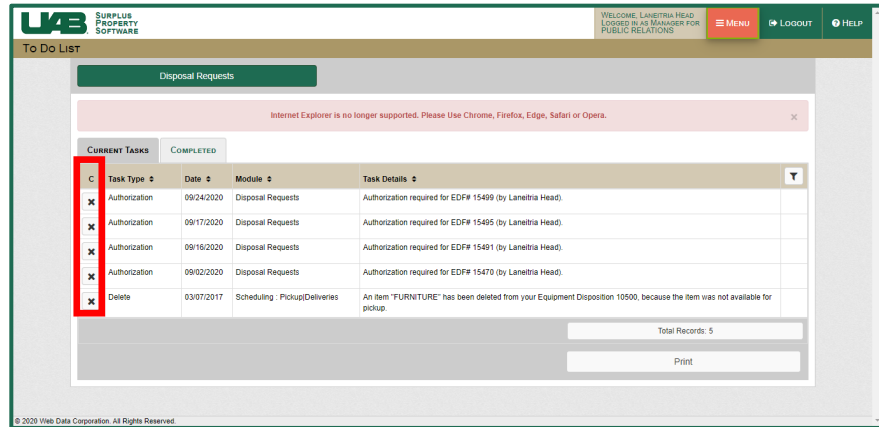 UAB SURPLUS
PROPERTY
SOFTWARE
WELCOME, LANEITRIA HEAD
LOGGED IN AS MANAGER FOR
PUBLIC RELATIONS
MENU
LOGOUT
HELP
TO DO LIST
Disposal Requests
Internet Explorer is no longer supported. Please Use Chrome, Firefox, Edge, Safari or Opera. ×
CURRENT TASKS COMPLETED
C Task Type Date Module Task Details
Authorization 09/24/2020 Disposal Requests Authorization required for EDF# 15499 (by Laneitria Head).
Authorization 09/17/2020 Disposal Requests Authorization required for EDF# 15495 (by Laneitria Head).
Authorization 09/16/2020 Disposal Requests Authorization required for EDF# 15491 (by Laneitria Head).
Authorization 09/02/2020 Disposal Requests Authorization required for EDF# 15470 (by Laneitria Head).
Delete 03/07/2017 Scheduling : Pickup|Deliveries An item "FURNITURE" has been deleted from your Equipment Disposition 10500, because the item was not available for
pickup.
Total Records: 5
Print
© 2020 Web Data Corporation. All Rights Reserved.